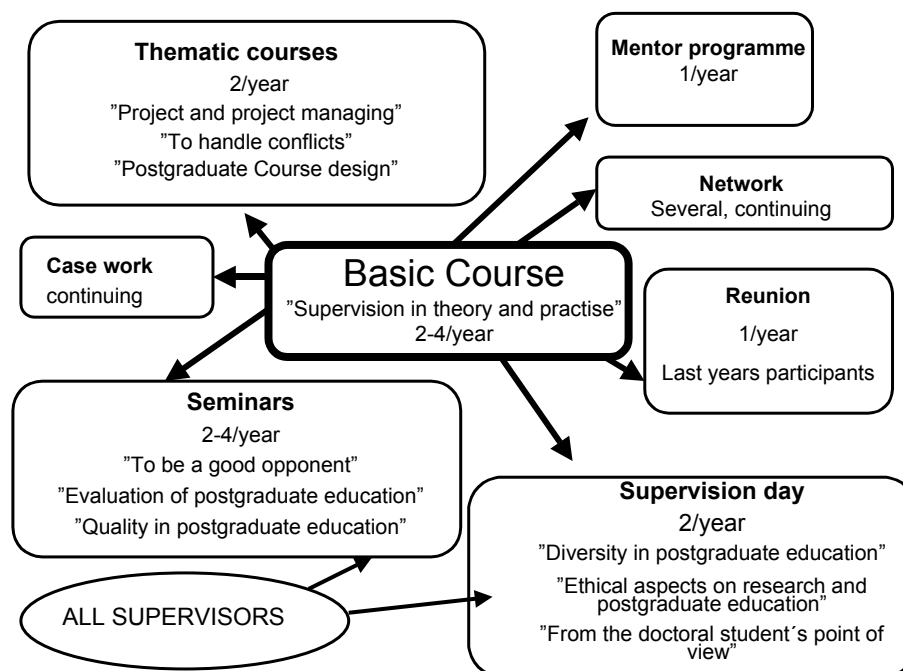 Thematic courses
2/year
”Project and project managing”
”To handle conflicts”
”Postgraduate Course design”
Mentor programme
1/year
Network
Several, continuing
Case work
continuing
Basic Course
”Supervision in theory and practise”
2-4/year
Reunion
1/year
Last years participants
Seminars
2-4/year
”To be a good opponent”
”Evaluation of postgraduate education”
”Quality in postgraduate education”
Supervision day
2/year
”Diversity in postgraduate education”
”Ethical aspects on research and
postgraduate education”
”From the doctoral student´s point of
view”
ALL SUPERVISORS